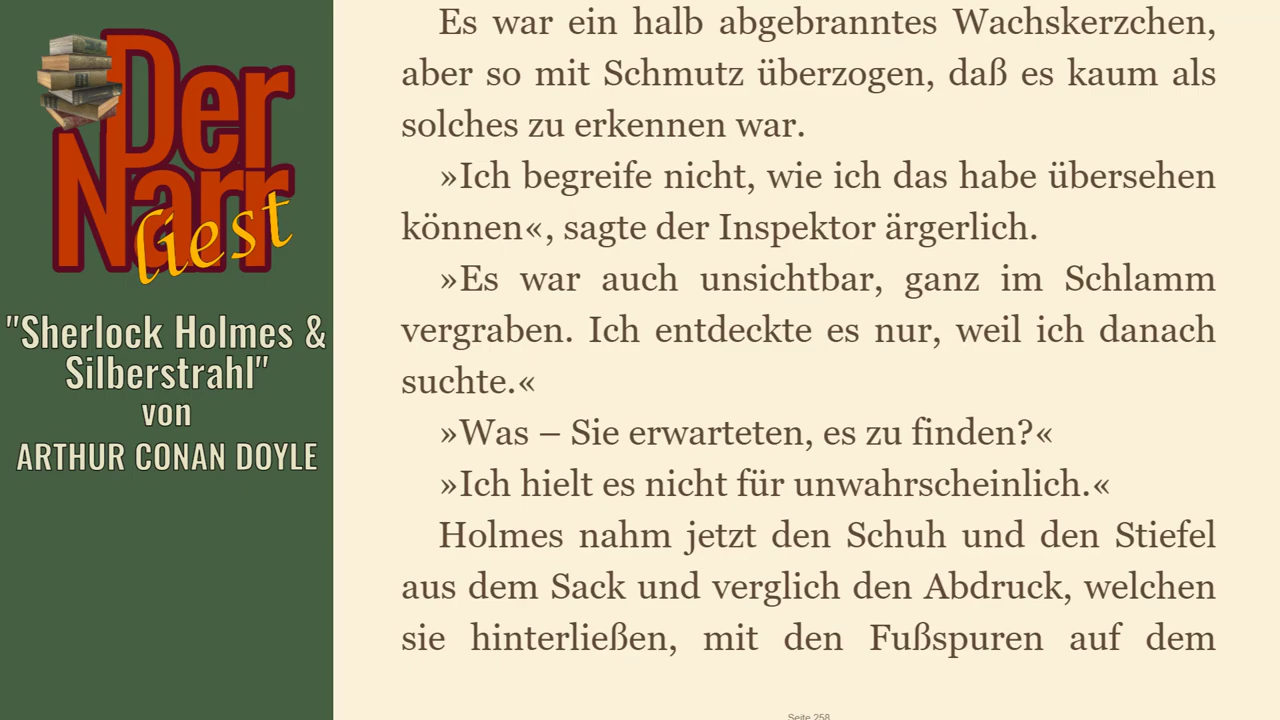 Der
Narr
liest
"Sherlock Holmes &
Silberstrahl"
von
ARTHUR CONAN DOYLE
Es war ein halb abgebranntes Wachskerzchen,
aber so mit Schmutz überzogen, daß es kaum als
solches zu erkennen war.
»Ich begreife nicht, wie ich das habe übersehen
können«, sagte der Inspektor ärgerlich.
»Es war auch unsichtbar, ganz im Schlamm
vergraben. Ich entdeckte es nur, weil ich danach
suchte.«
»Was – Sie erwarteten, es zu finden?«
»Ich hielt es nicht für unwahrscheinlich.«
Holmes nahm jetzt den Schuh und den Stiefel
aus dem Sack und verglich den Abdruck, welchen
sie hinterließen, mit den Fußspuren auf dem
Seite 258